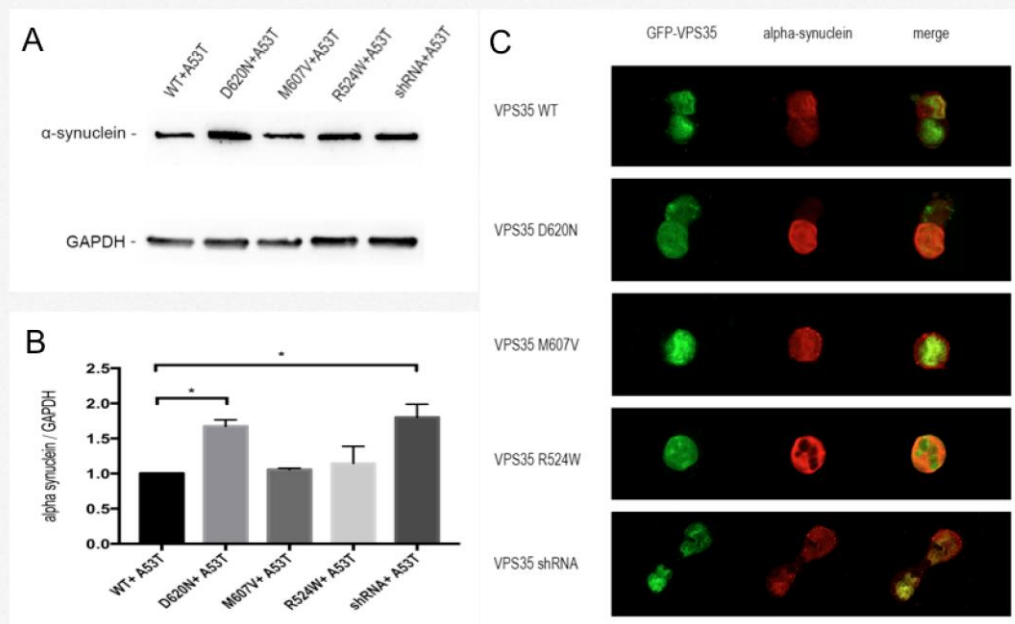 A
WT+A53T
D620N+A53T
M607V+A53T
R524W+A53T
shRNA+A53T
α-synuclein -
GAPDH -
B
*
*
2.5
2.0
1.5
1.0
0.5
0.0
alpha synuclein / GAPDH
WT+ A53T
D620N+ A53T
M607V+ A53T
R524W+ A53T
shRNA+ A53T
C
GFP-VPS35 alpha-synuclein merge
VPS35 WT
VPS35 D620N
VPS35 M607V
VPS35 R524W
VPS35 shRNA